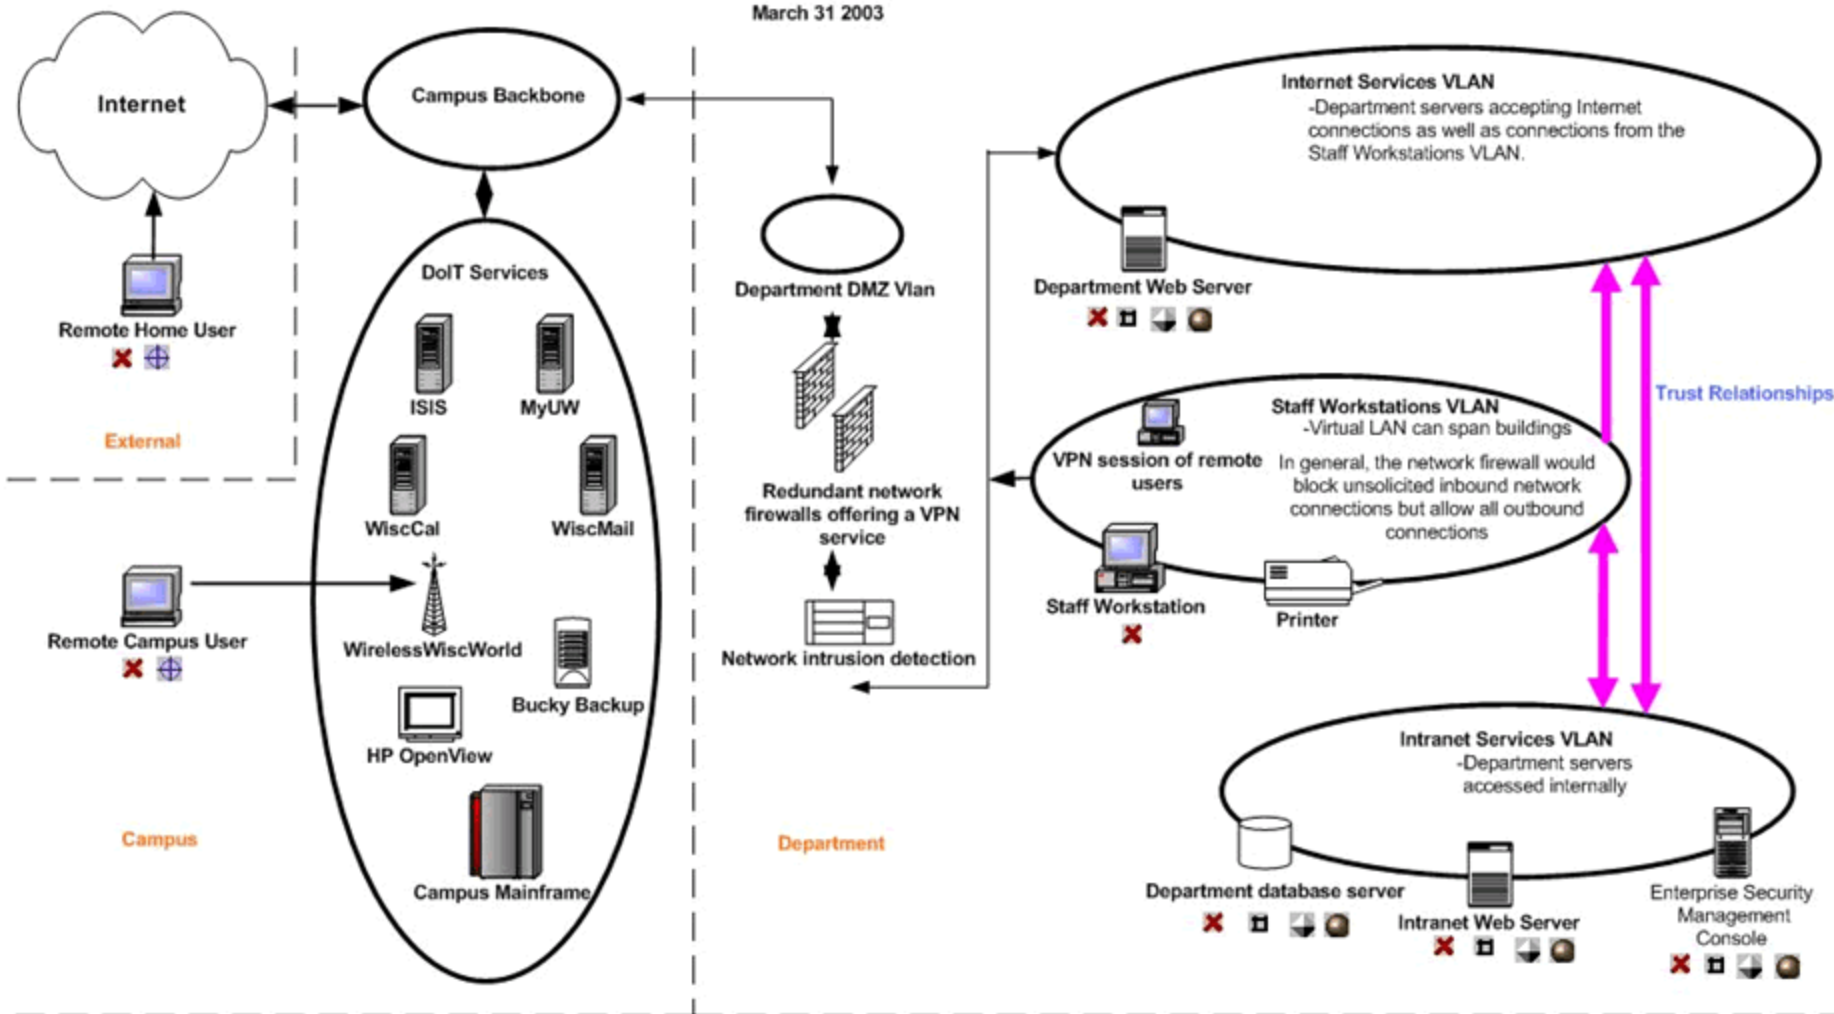 March 31 2003
Internet
Campus Backbone
Remote Home User
External
DoIT Services
ISIS
MyUW
WiscCal
WiscMail
Remote Campus User
WirelessWiscWorld
Bucky Backup
HP OpenView
Campus Mainframe
Campus
Department DMZ Vlan
Redundant network
firewalls offering a VPN
service
Network intrusion detection
Department
Internet Services VLAN
-Department servers accepting Internet
connections as well as connections from the
Staff Workstations VLAN.
Department Web Server
Trust Relationships
Staff Workstations VLAN
-Virtual LAN can span buildings
VPN session of remote
users
In general, the network firewall would
block unsolicited inbound network
connections but allow all outbound
connections
Staff Workstation
Printer
Intranet Services VLAN
-Department servers
accessed internally
Department database server
Intranet Web Server
Enterprise Security
Management
Console